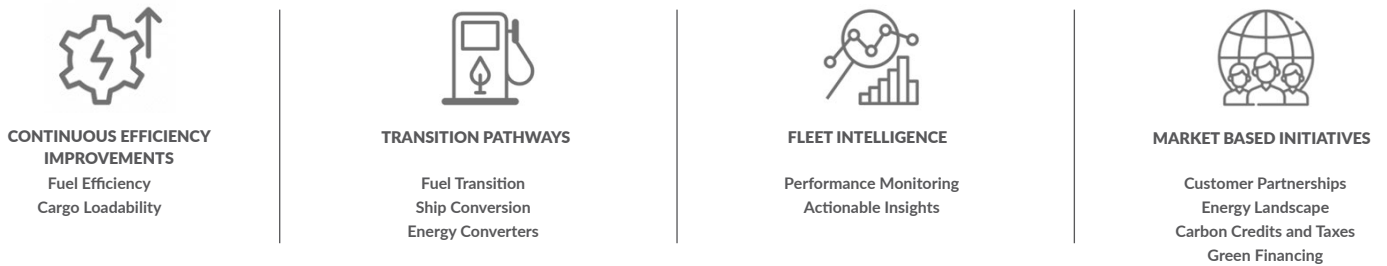 CONTINUOUS EFFICIENCY
IMPROVEMENTS
Fuel Efficiency
Cargo Loadability
TRANSITION PATHWAYS
Fuel Transition
Ship Conversion
Energy Converters
FLEET INTELLIGENCE
Performance Monitoring
Actionable Insights
MARKET BASED INITIATIVES
Customer Partnerships
Energy Landscape
Carbon Credits and Taxes
Green Financing